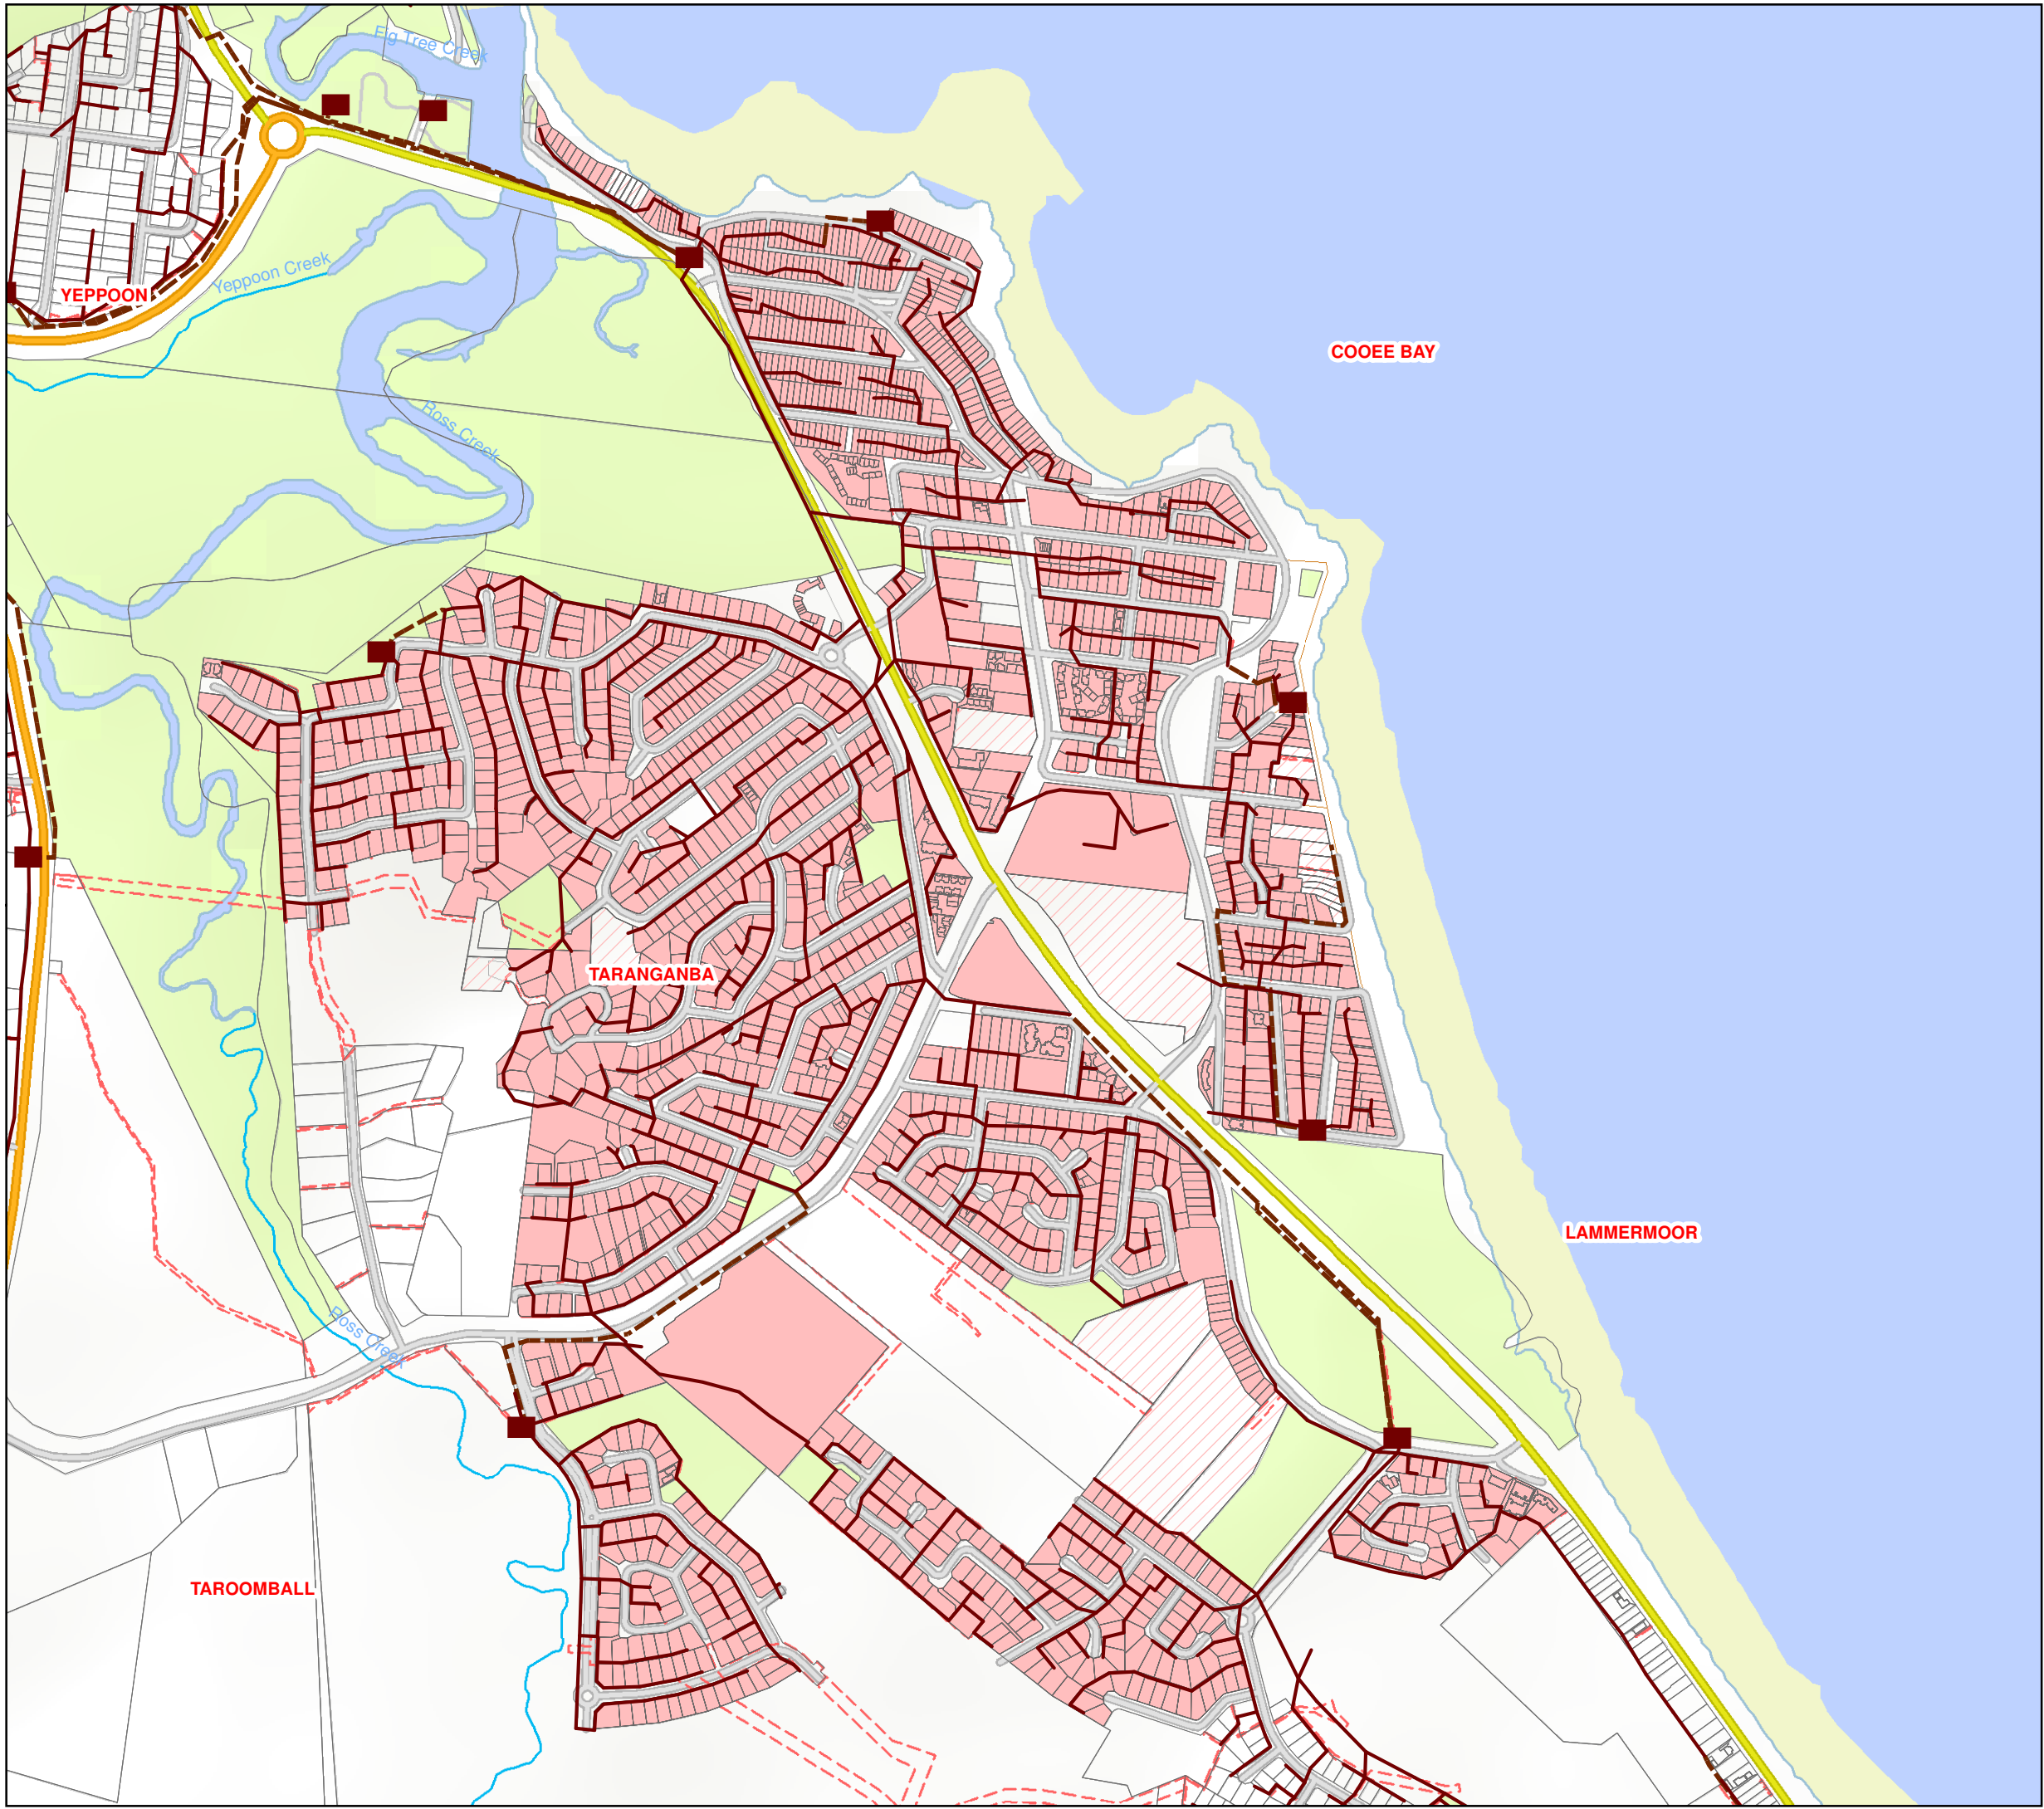 Fig Tree Creek
Yeppoon Creek
YEPPOON
COOEE BAY
Ross Creek
TARANGANBA
LAMMERMOOR
Ross Creek
TAROOMBALL